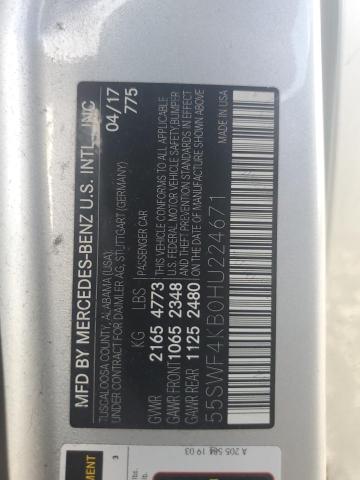 MFD BY MERCEDES-BENZ U.S. INTL., INC
TUSCALOOSA COUNTY, ALABAMA (USA)
UNDER CONTRACT FOR DAIMLER AG, STUTTGART (GERMANY)
04/17
775
KG LBS PASSENGER CAR
GVWR 2165 4773
GAWR FRONT 1065 2348
GAWR REAR 1125 2480
THIS VEHICLE CONFORMS TO ALL APPLICABLE
U.S. FEDERAL MOTOR VEHICLE SAFETY, BUMPER
AND THEFT PREVENTION STANDARDS IN EFFECT
ON THE DATE OF MANUFACTURE SHOWN ABOVE
55SWF4KB0HU224671
MADE IN USA
A 205 584 19 03
3
lbs.